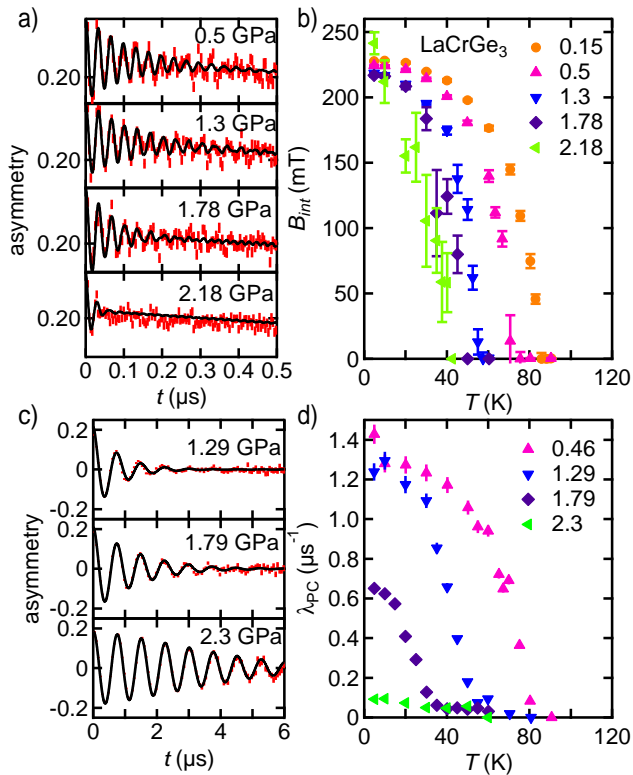 a)
0.5 GPa
0.20
1.3 GPa
0.20
1.78 GPa
0.20
2.18 GPa
0.20
asymmetry
0 0.1 0.2 0.3 0.4 0.5
t (µs)
b)
LaCrGe3
0.15
0.5
1.3
1.78
2.18
250
200
150
100
50
0
Bint (mT)
0 40 80 120
T (K)
c)
0.2
1.29 GPa
-0.2
0.2
1.79 GPa
-0.2
0.2
2.3 GPa
0
-0.2
asymmetry
0 2 4 6
t (µs)
d)
0.46
1.29
1.79
2.3
1.4
1.2
1.0
0.8
0.6
0.4
0.2
0
λPC (µs-1)
0 40 80 120
T (K)